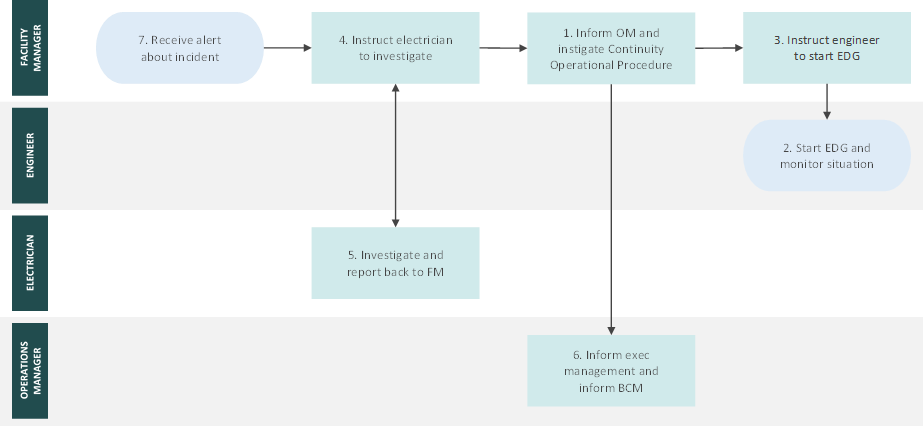 FACILITY
MANAGER
7. Receive alert
about incident
4. Instruct electrician
to investigate
1. Inform OM and
instigate Continuity
Operational Procedure
3. Instruct engineer
to start EDG
ENGINEER
2. Start EDG and
monitor situation
ELECTRICIAN
5. Investigate and
report back to FM
OPERATIONS
MANAGER
6. Inform exec
management and
inform BCM